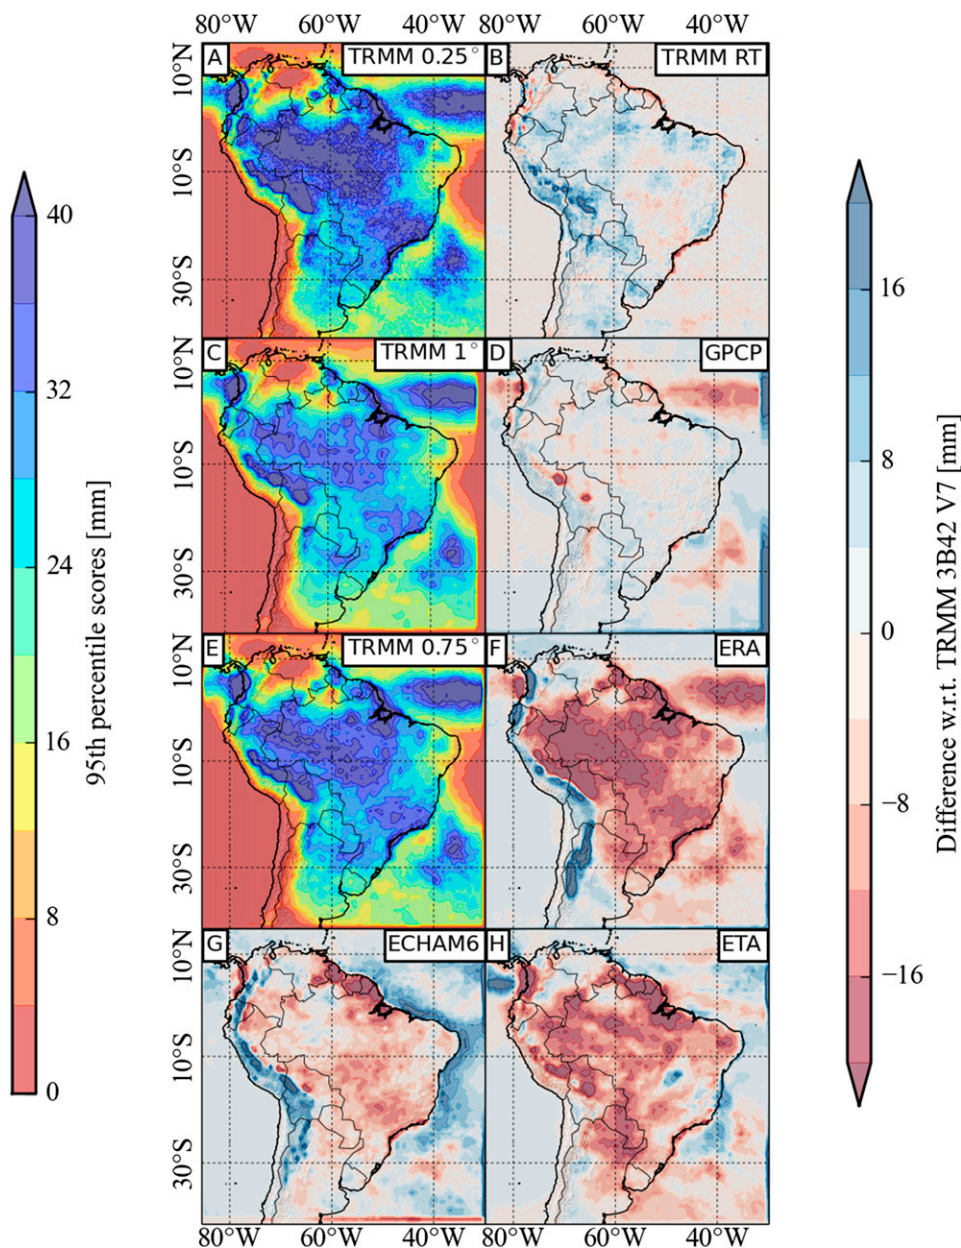 80°W 60°W 40°W 80°W 60°W 40°W
A TRMM 0.25°
B TRMM RT
10°N
10°S
30°S
C TRMM 1°
D GPCP
10°N
10°S
30°S
E TRMM 0.75°
F ERA
10°N
10°S
30°S
G ECHAM6
H ETA
10°N
10°S
30°S
80°W 60°W 40°W 80°W 60°W 40°W
40
32
24
16
8
0
95th percentile scores [mm]
16
8
0
−8
−16
Difference w.r.t. TRMM 3B42 V7 [mm]